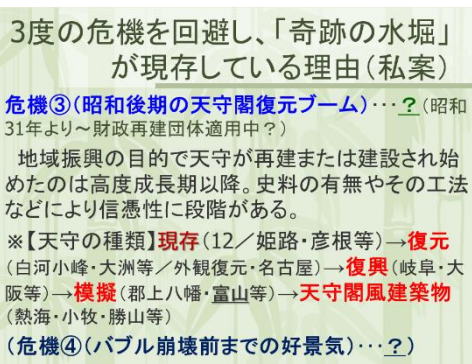 3度の危機を回避し、「奇跡の水堀」
が現存している理由（私案）
危機③（昭和後期の天守閣復元ブーム）･･･？（昭和
31年より～財政再建団体適用中？）
地域振興の目的で天守が再建または建設され始
めたのは高度成長期以降。史料の有無やその工法
などにより信憑性に段階がある。
※【天守の種類】現存（12／姫路・彦根等）→復元
（白河小峰・大洲等／外観復元・名古屋）→復興（岐阜・大
阪等）→模擬（郡上八幡・富山等）→天守閣風建築物
（熱海・小牧・勝山等）
（危機④（バブル崩壊前までの好景気）･･･？）